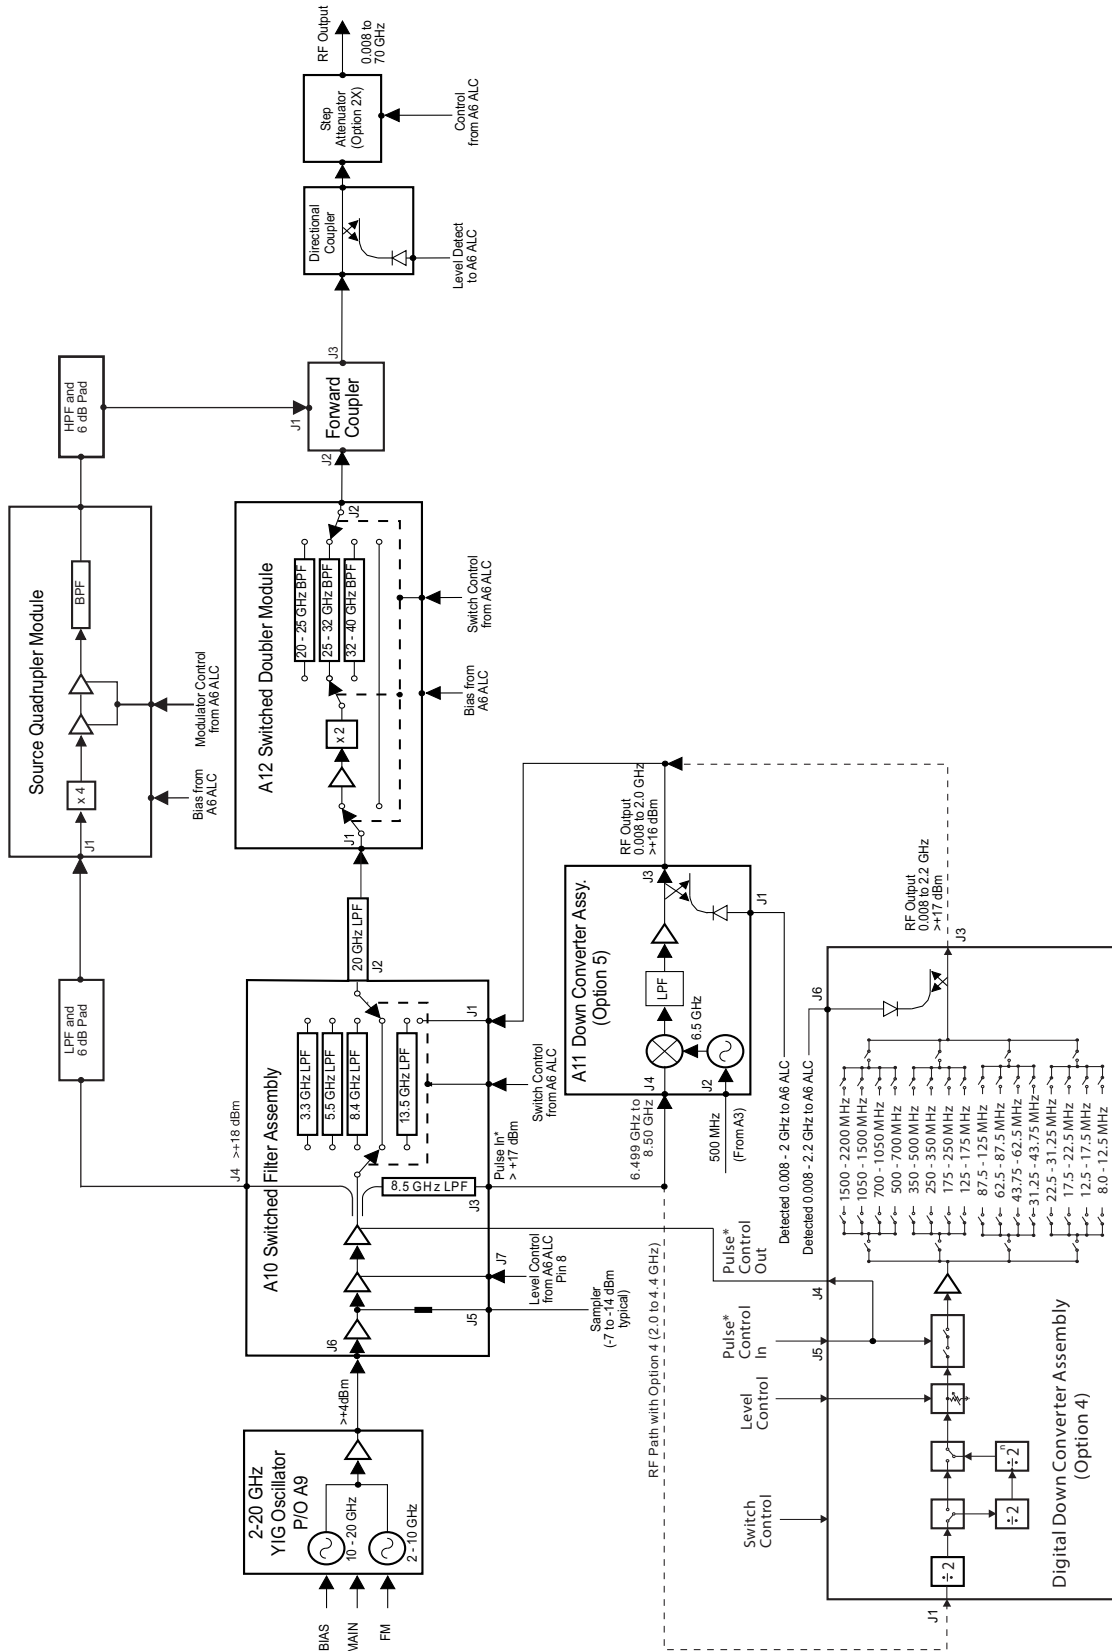 BIAS
MAIN
FM
2-20 GHz
YIG Oscillator
P/O A9
10 - 20 GHz
2 - 10 GHz
>+4dBm
A10 Switched Filter Assembly
J6
J5
Sampler
(-7 to -14 dBm
typical)
J7
Level Control
from A6 ALC
Pin 8
J4 >+18 dBm
8.5 GHz LPF
J3
Pulse In*
> +17 dBm
3.3 GHz LPF
5.5 GHz LPF
8.4 GHz LPF
13.5 GHz LPF
Switch Control
from A6 ALC
J1
J2
20 GHz LPF
LPF and
6 dB Pad
Source Quadrupler Module
J1
x 4
BPF
Bias from
A6 ALC
Modulator Control
from A6 ALC
HPF and
6 dB Pad
A12 Switched Doubler Module
J1
x 2
20 - 25 GHz BPF
25 - 32 GHz BPF
32 - 40 GHz BPF
J2
Bias from
A6 ALC
Switch Control
from A6 ALC
J1
J2
Forward
Coupler
J3
Directional
Coupler
Level Detect
to A6 ALC
Step
Attenuator
(Option 2X)
Control
from A6 ALC
RF Output
0.008 to
70 GHz
A11 Down Converter Assy.
(Option 5)
6.499 GHz to
8.50 GHz
J4
J2
LPF
6.5 GHz
500 MHz
(From A3)
J3
J1
RF Output
0.008 to 2.0 GHz
>+16 dBm
Detected 0.008 - 2 GHz to A6 ALC
Detected 0.008 - 2.2 GHz to A6 ALC
RF Path with Option 4 (2.0 to 4.4 GHz)
Switch
Control
Level
Control
Pulse*
Control
In
Pulse*
Control
Out
J5
J4
J6
J1
÷ 2
÷ 2
÷ 2 n
1500 - 2200 MHz
1050 - 1500 MHz
700 - 1050 MHz
500 - 700 MHz
350 - 500 MHz
250 - 350 MHz
175 - 250 MHz
125 - 175 MHz
87.5 - 125 MHz
62.5 - 87.5 MHz
43.75 - 62.5 MHz
31.25 - 43.75 MHz
22.5 - 31.25 MHz
17.5 - 22.5 MHz
12.5 - 17.5 MHz
8.0 - 12.5 MHz
J3
RF Output
0.008 to 2.2 GHz
>+17 dBm
Digital Down Converter Assembly
(Option 4)